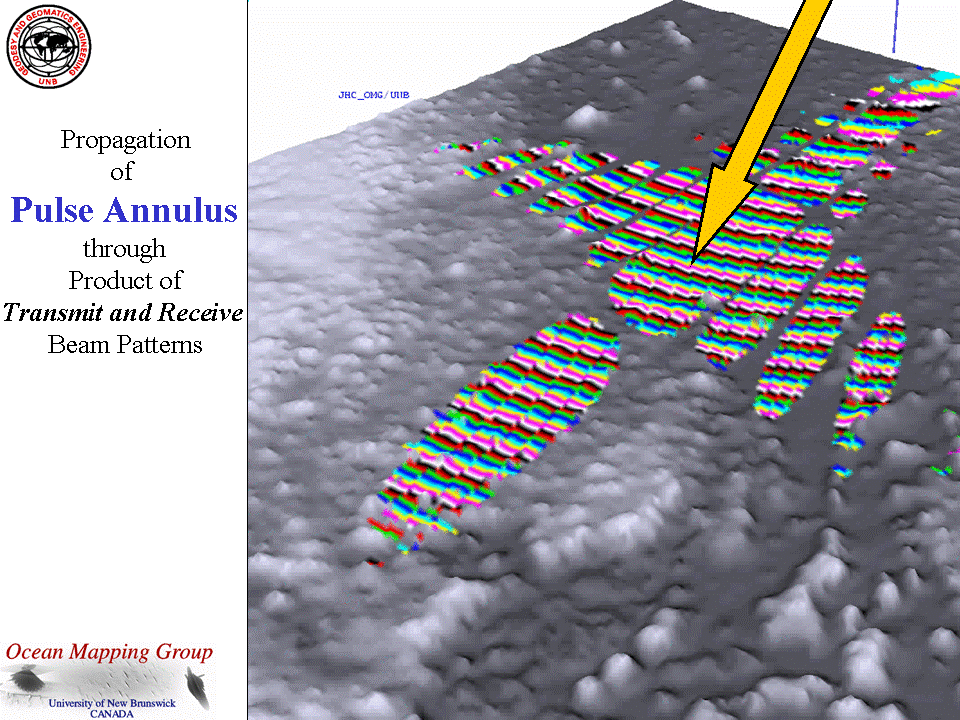 GEODESY AND GEOMATICS ENGINEERING
UNB
JHC_OMG/UNB
Propagation
of
Pulse Annulus
through
Product of
Transmit and Receive
Beam Patterns
Ocean Mapping Group
University of New Brunswick
CANADA